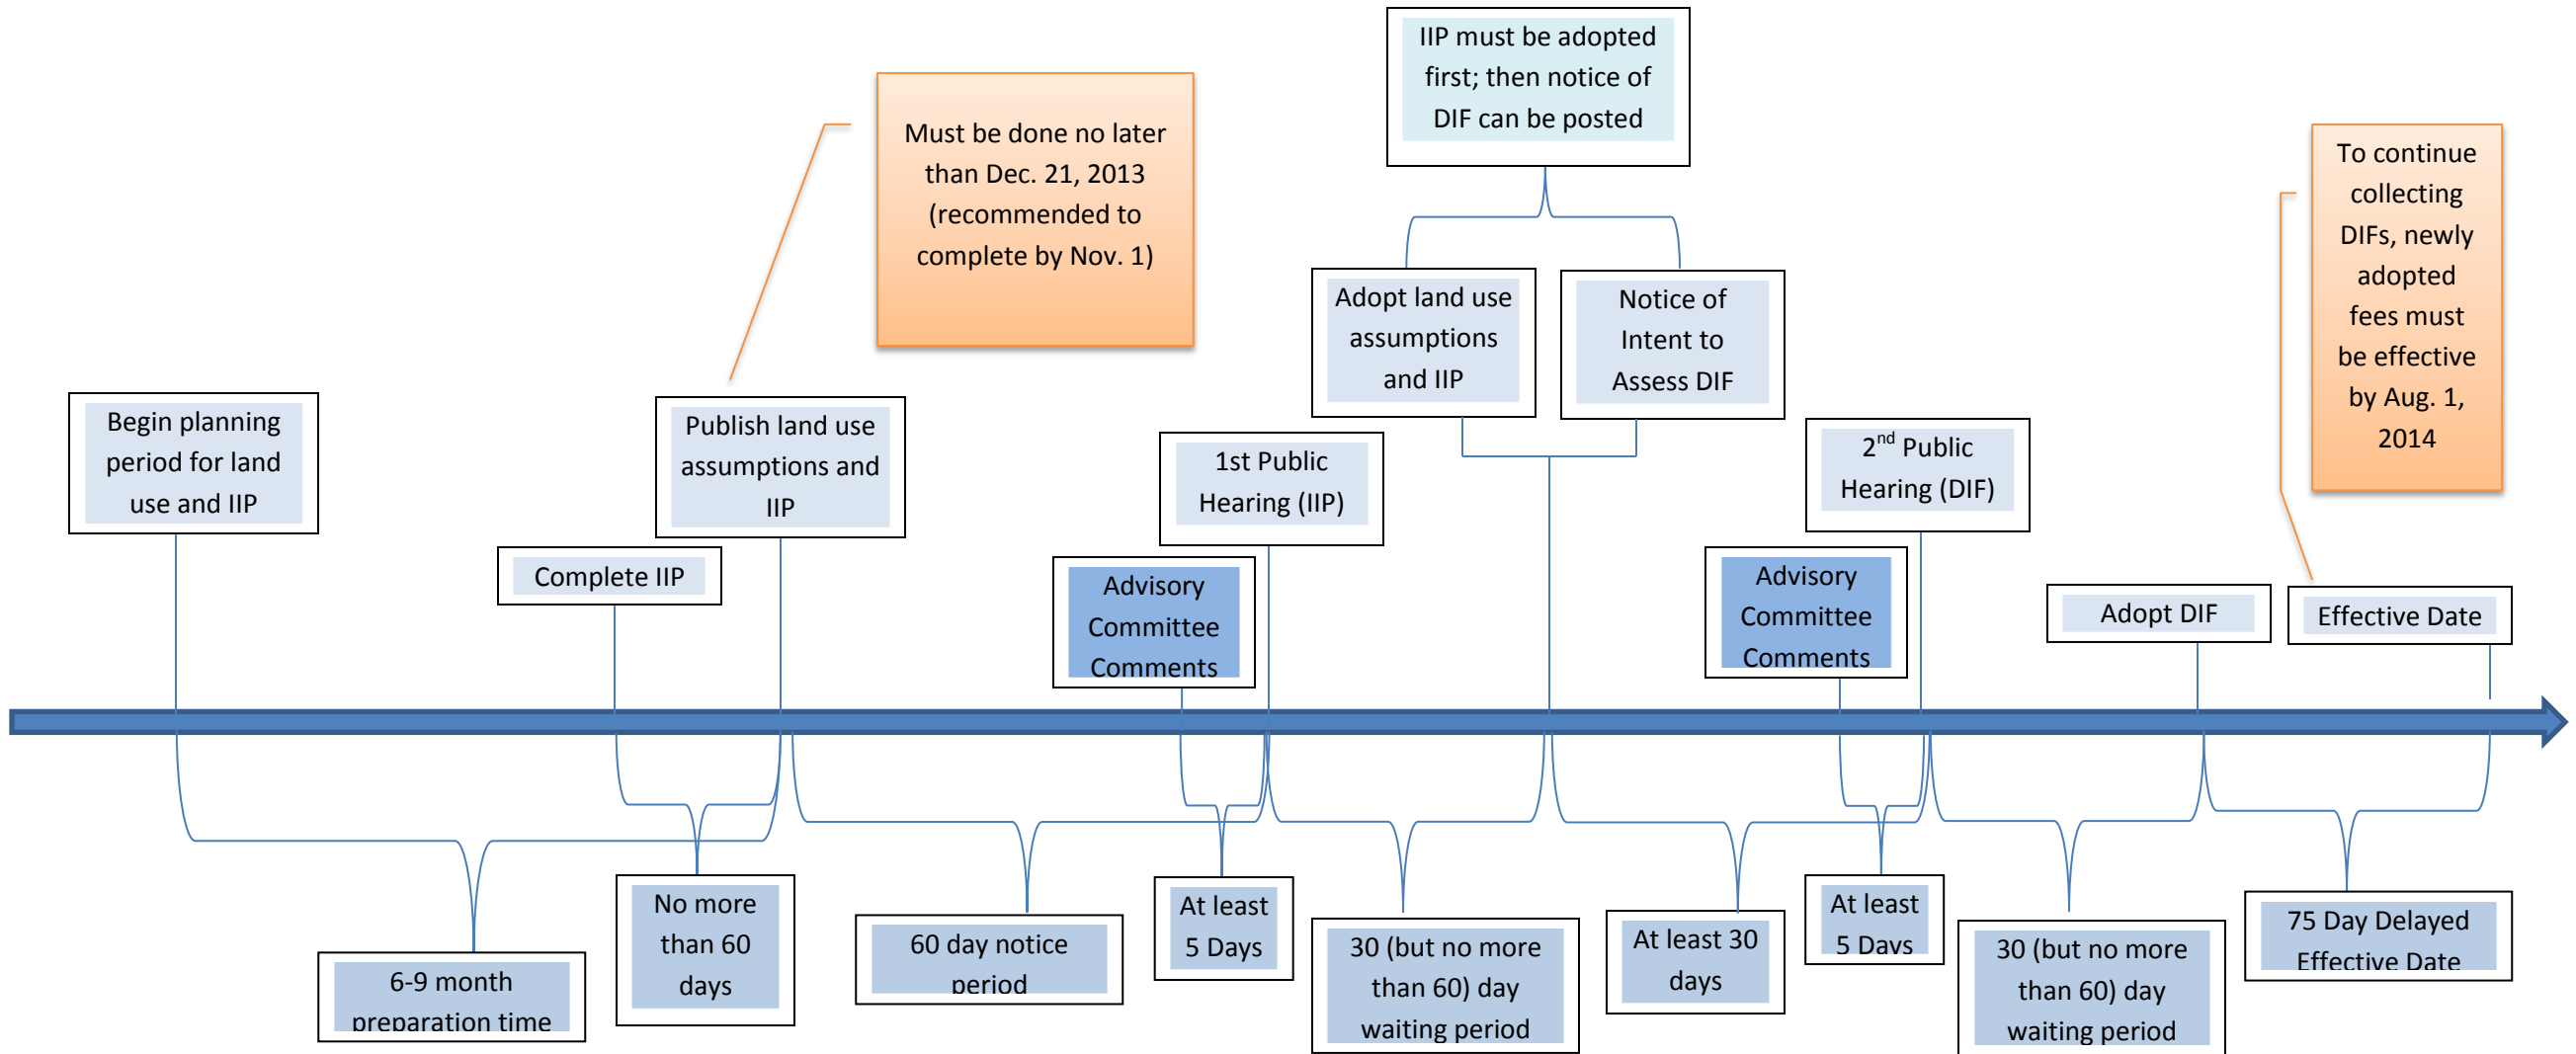 IIP must be adopted
first; then notice of
DIF can be posted
Must be done no later
than Dec. 21, 2013
(recommended to
complete by Nov. 1)
To continue
collecting
DIFs, newly
adopted
fees must
be effective
by Aug. 1,
2014
Begin planning
period for land
use and IIP
Complete IIP
Publish land use
assumptions and
IIP
Advisory
Committee
Comments
1st Public
Hearing (IIP)
Adopt land use
assumptions
and IIP
Notice of
Intent to
Assess DIF
Advisory
Committee
Comments
2nd Public
Hearing (DIF)
Adopt DIF
Effective Date
6-9 month
preparation time
No more
than 60
days
60 day notice
period
At least
5 Days
30 (but no more
than 60) day
waiting period
At least 30
days
At least
5 Days
30 (but no more
than 60) day
waiting period
75 Day Delayed
Effective Date